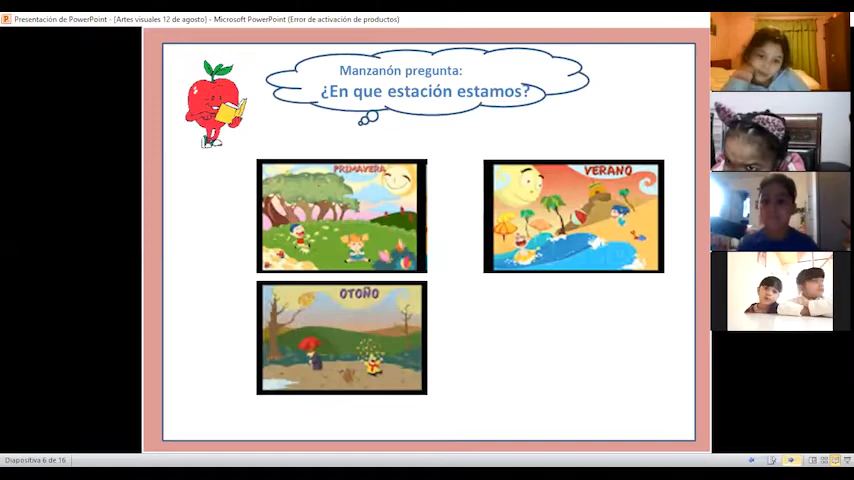 Presentación de PowerPoint - [Artes visuales 12 de agosto] - Microsoft PowerPoint (Error de activación de productos)
Manzanón pregunta:
¿En que estación estamos?
PRIMAVERA
VERANO
OTOÑO
Diapositiva 6 de 16